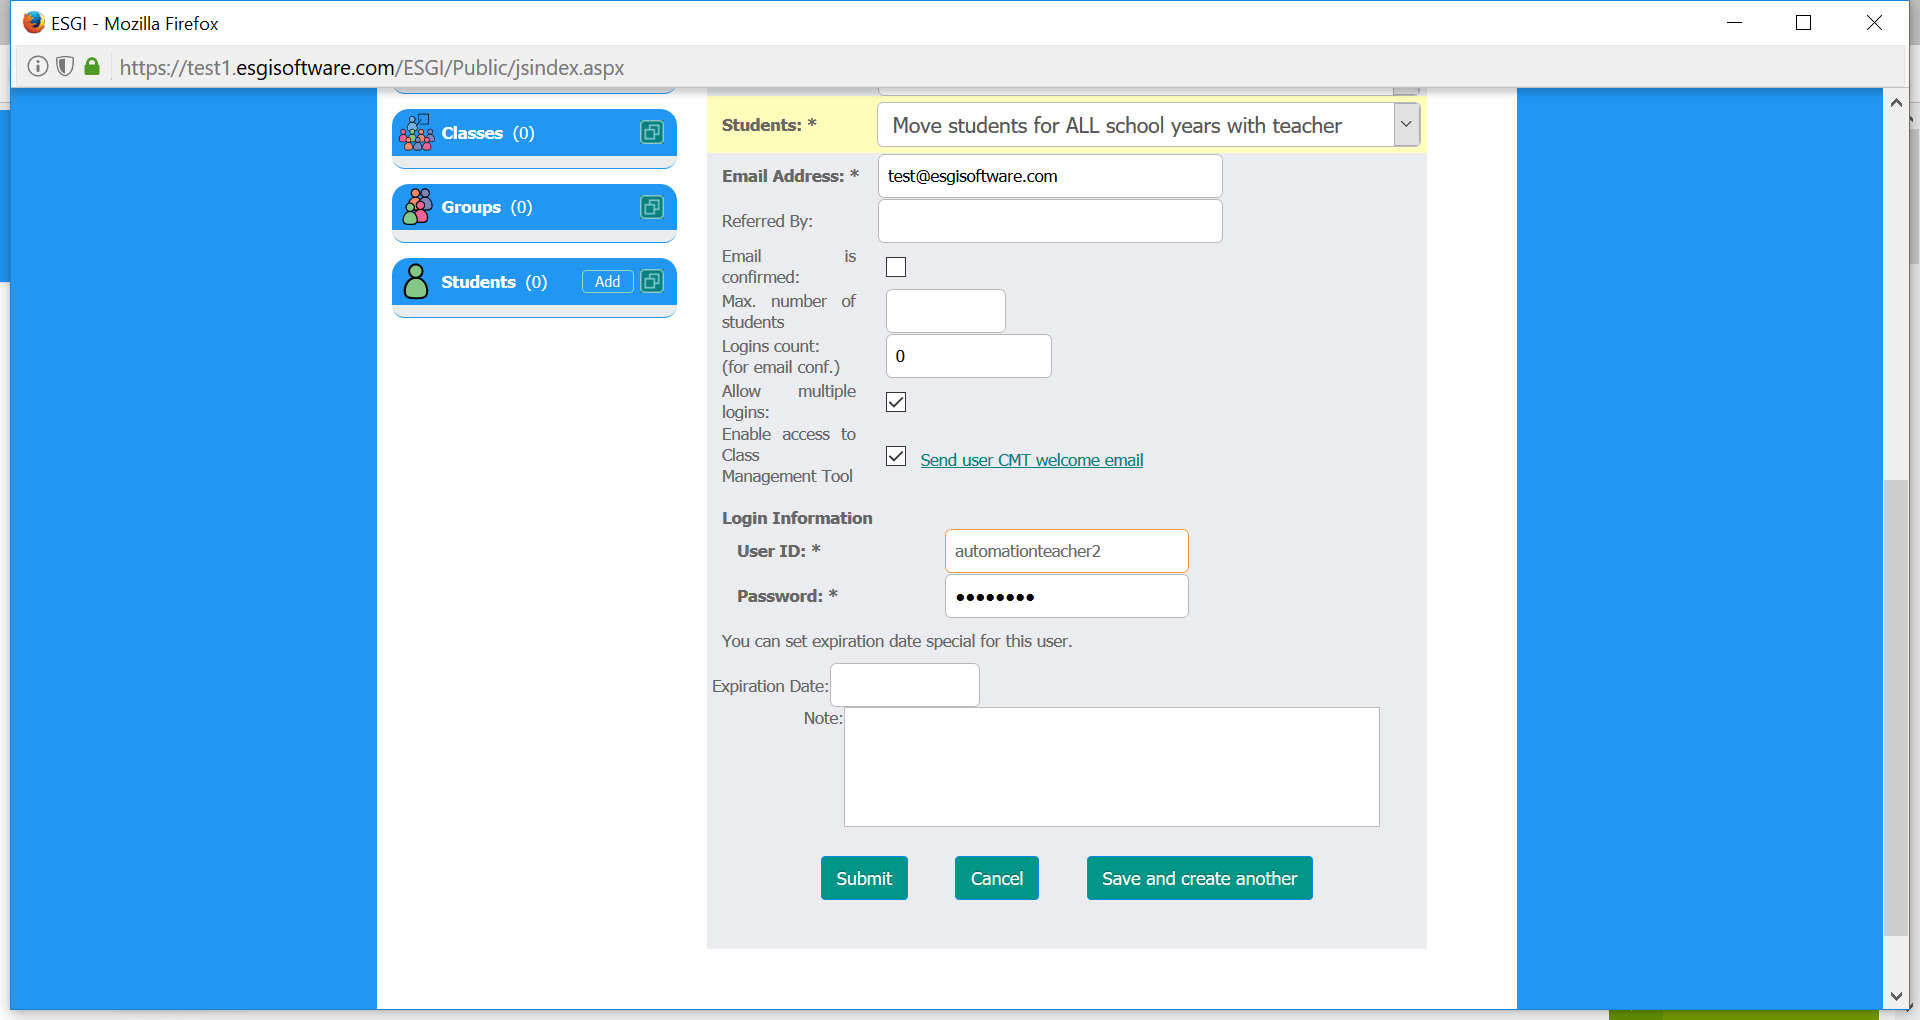 ESGI - Mozilla Firefox
https://test1.esgisoftware.com/ESGI/Public/jsindex.aspx
Classes (0)
Groups (0)
Students (0) Add
Students: * Move students for ALL school years with teacher
Email Address: * test@esgisoftware.com
Referred By:
Email is
confirmed:
Max. number of
students
Logins count:
(for email conf.)
0
Allow multiple
logins:
Enable access to
Class
Management Tool
Send user CMT welcome email
Login Information
User ID: * automationteacher2
Password: * ●●●●●●●●
You can set expiration date special for this user.
Expiration Date:
Note:
Submit Cancel Save and create another